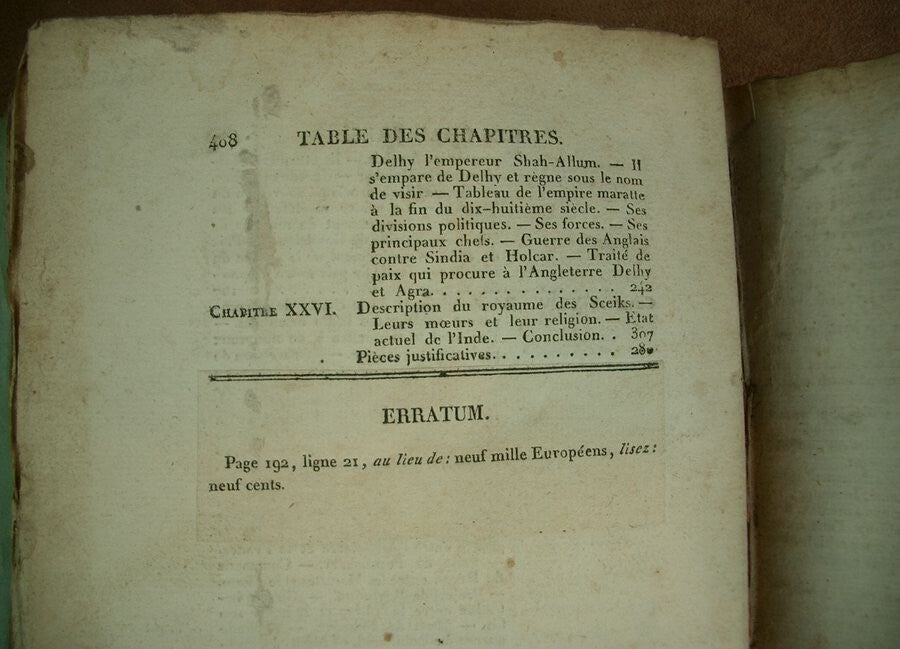 408 TABLE DES CHAPITRES.
Delhy l'empereur Shah-Allum. — Il
s'empare de Delhy et règne sous le nom
de visir — Tableau de l'empire maratte
à la fin du dix-huitième siècle. — Ses
divisions politiques. — Ses forces. — Ses
principaux chefs. — Guerre des Anglais
contre Sindia et Holcar. — Traité de
paix qui procure à l'Angleterre Delhy
et Agra. . . . . . . . . . . . . . . 242
CHAPITRE XXVI. Description du royaume des Sceiks. —
Leurs mœurs et leur religion. — Etat
actuel de l'Inde. — Conclusion. . 307
Pièces justificatives. . . . . . . . . .
ERRATUM.
Page 192, ligne 21, au lieu de : neuf mille Européens, lisez :
neuf cents.